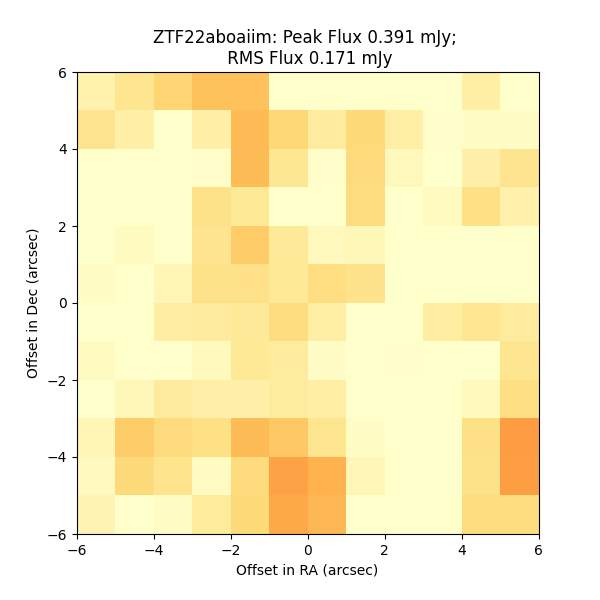 ZTF22aboaiim: Peak Flux 0.391 mJy;
RMS Flux 0.171 mJy
6
4
2
0
−2
−4
−6
Offset in Dec (arcsec)
−6 −4 −2 0 2 4 6
Offset in RA (arcsec)